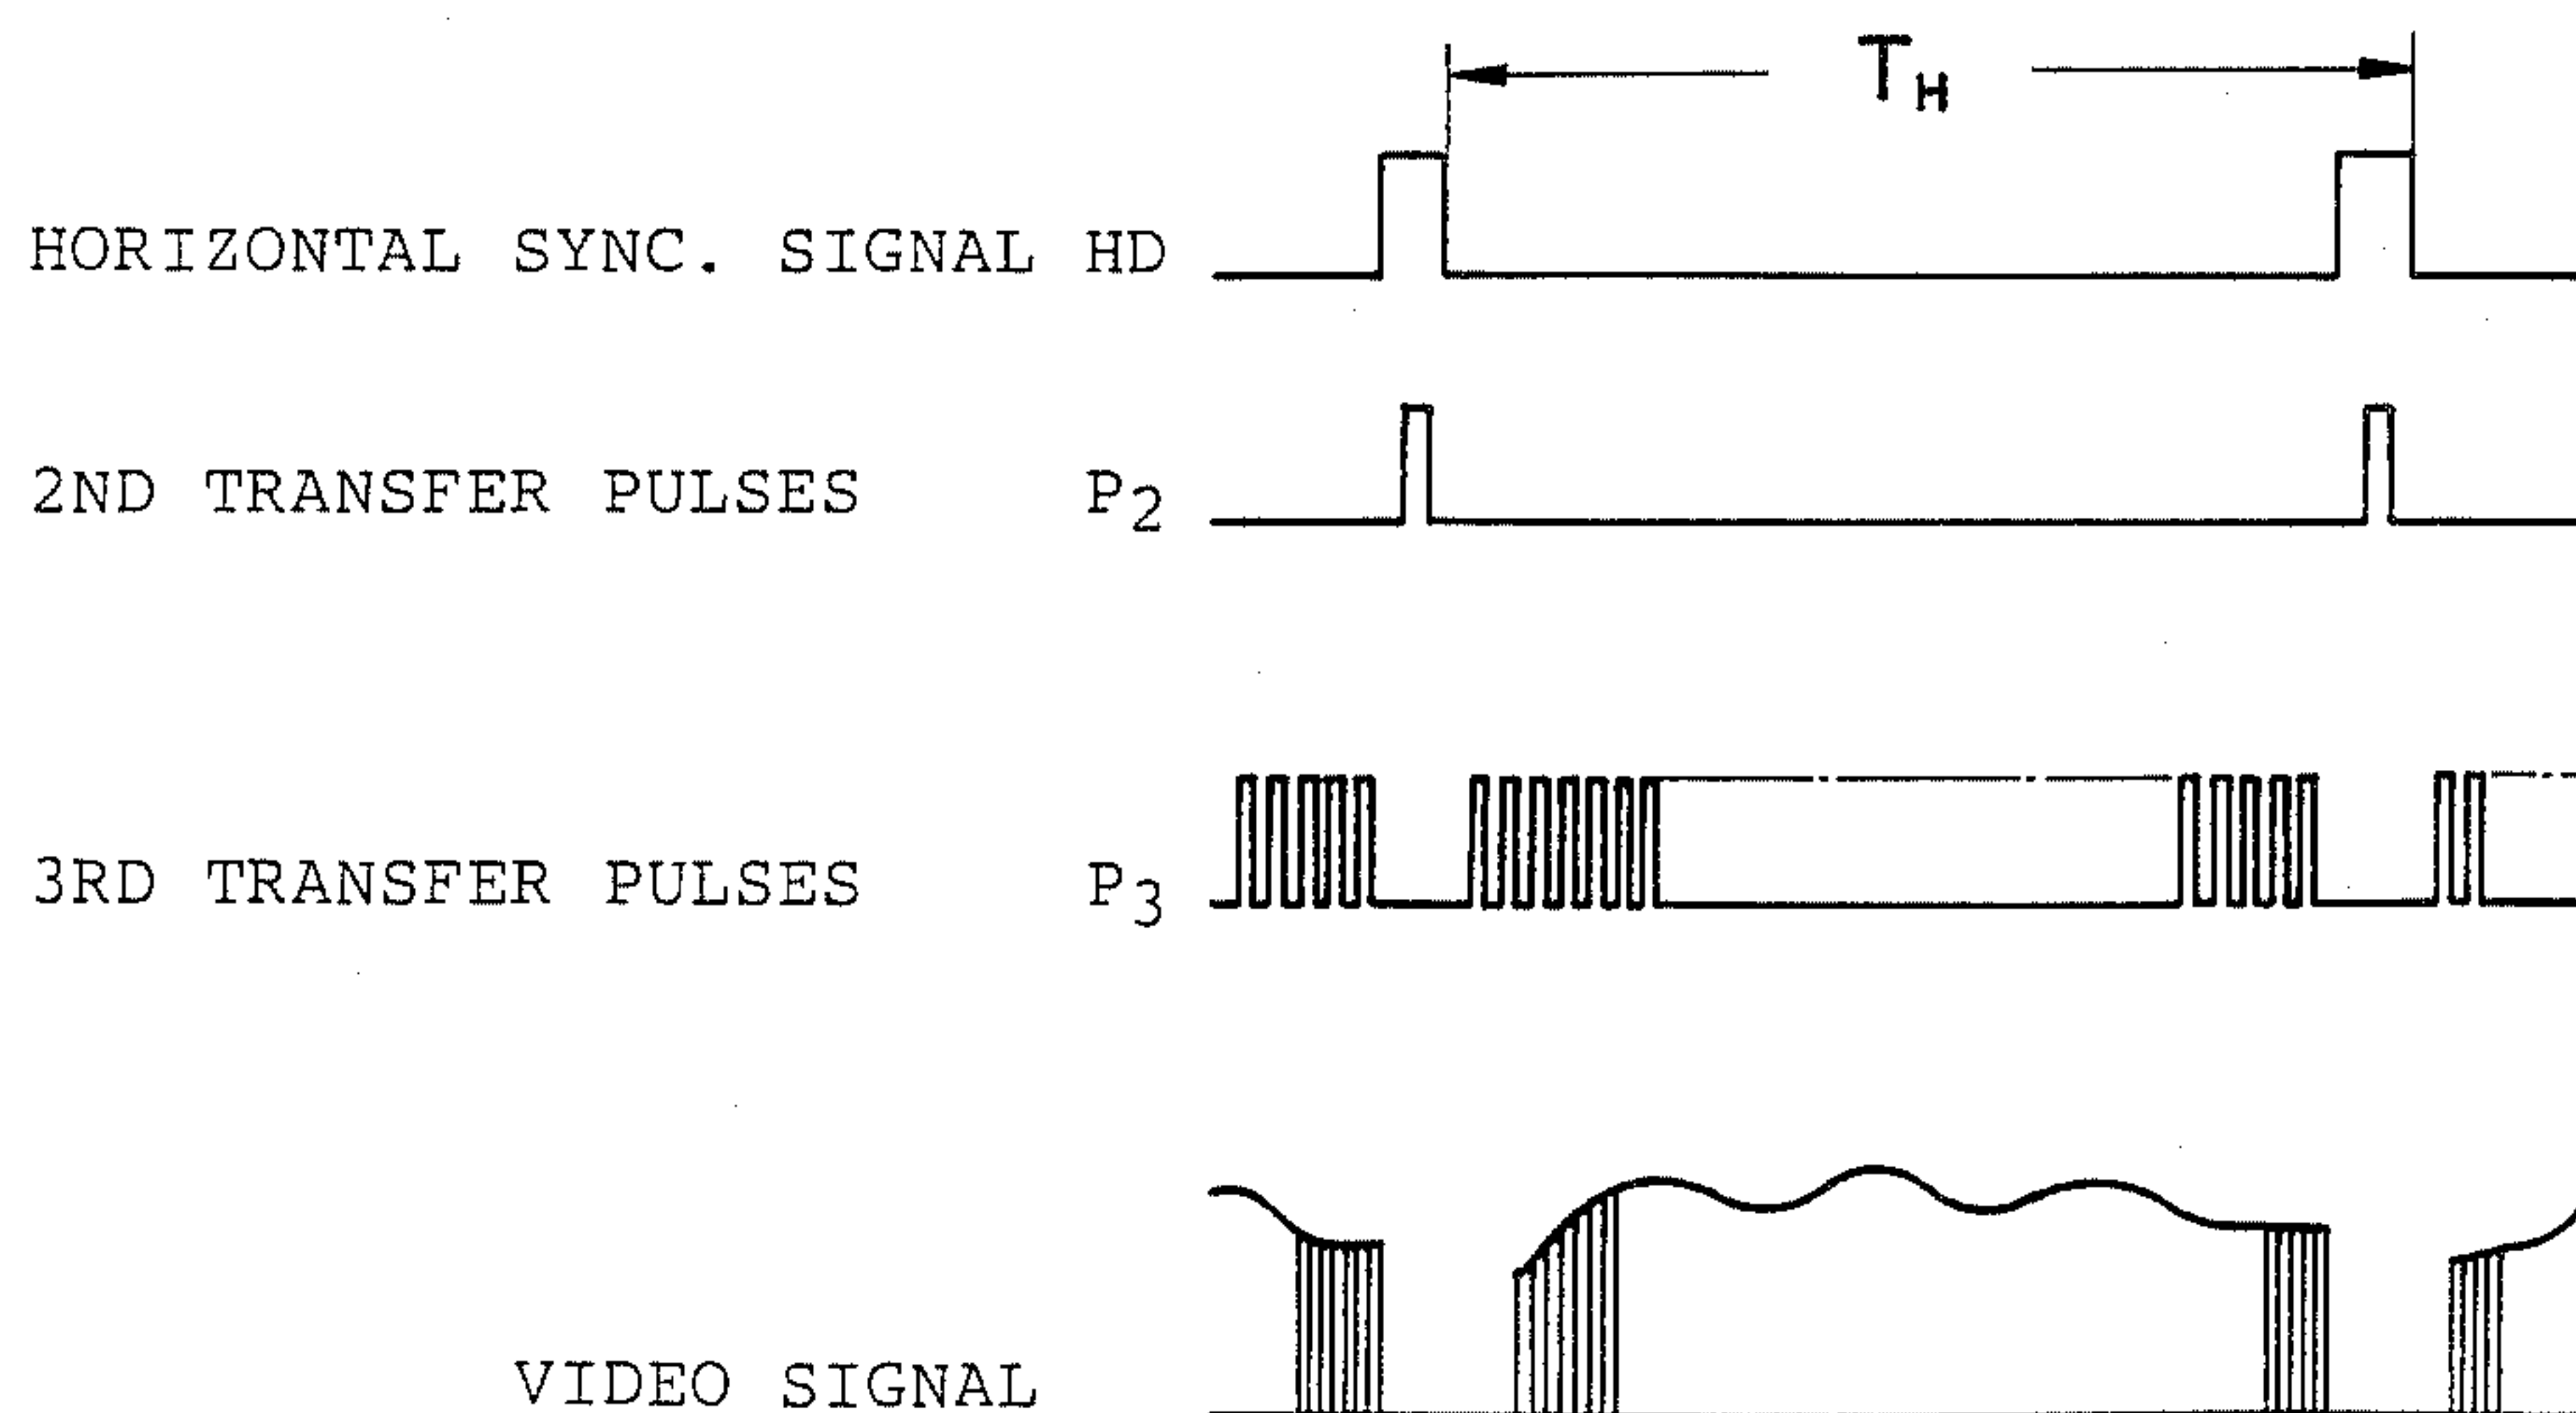 T_H
HORIZONTAL SYNC. SIGNAL HD
2ND TRANSFER PULSES P2
3RD TRANSFER PULSES P3
VIDEO SIGNAL